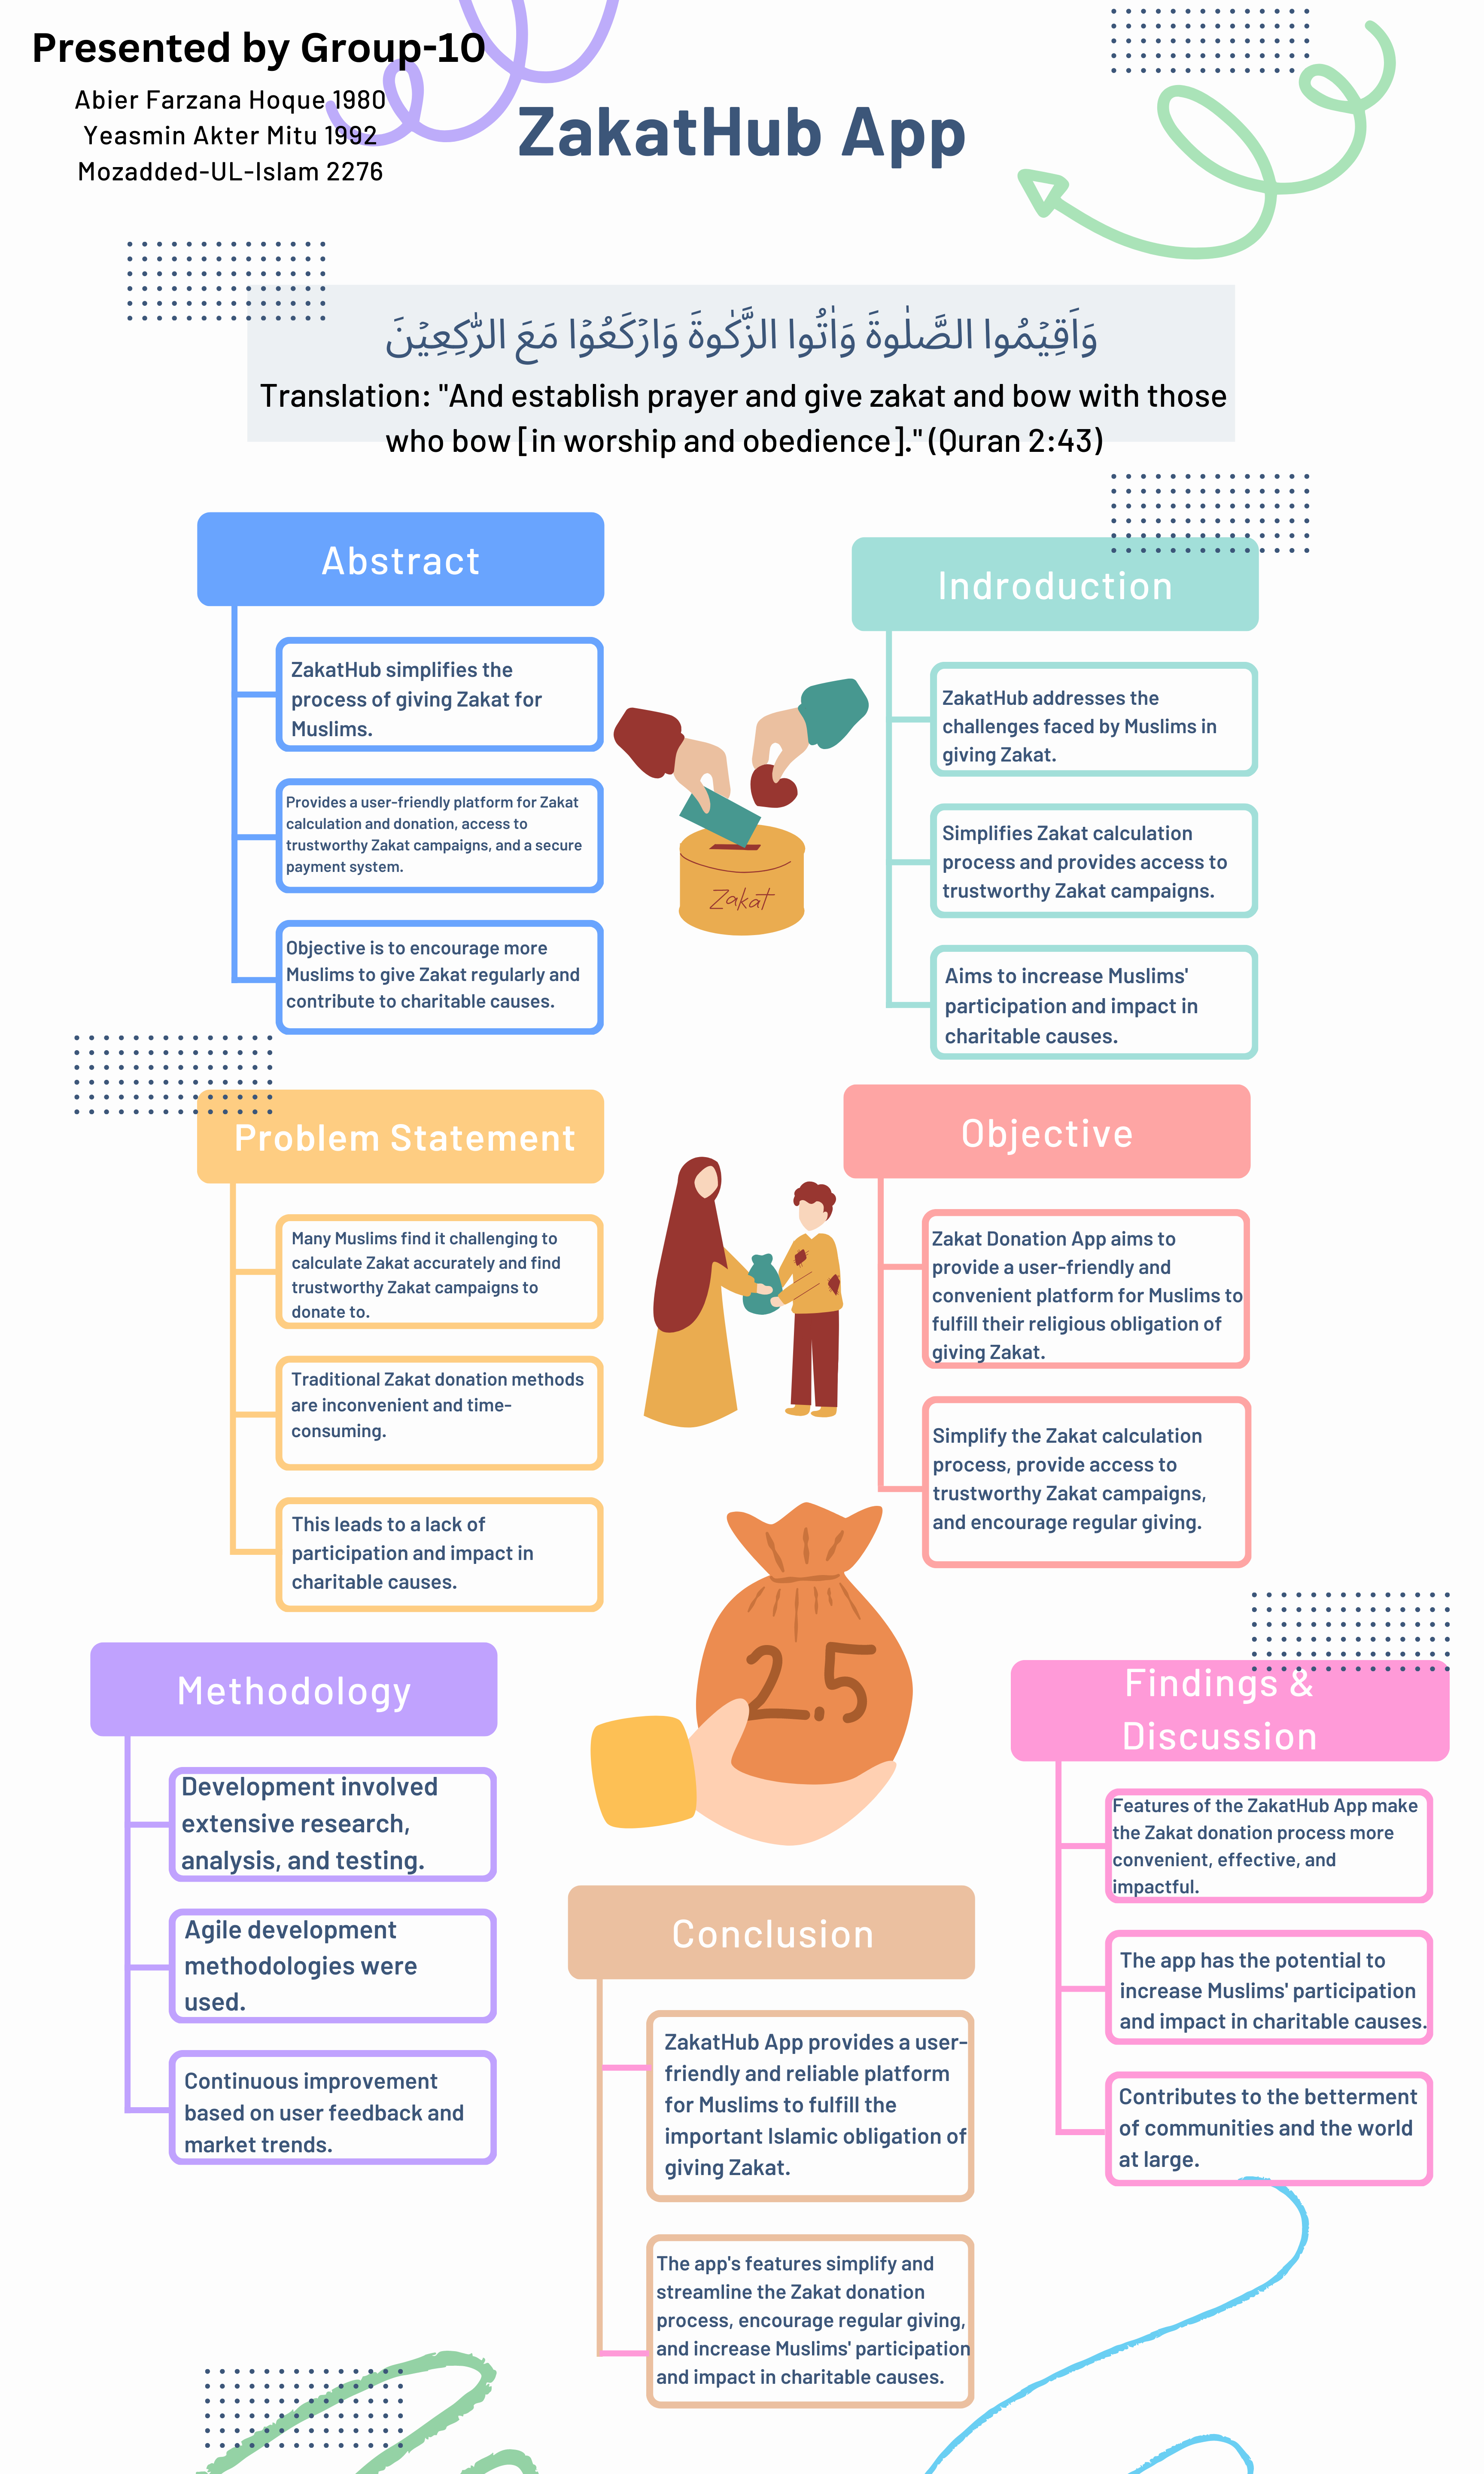 Presented by Group-10
Abier Farzana Hoque 1980
Yeasmin Akter Mitu 1992
Mozadded-UL-Islam 2276
ZakatHub App
وَاَقِيۡمُوا الصَّلٰوةَ وَاٰتُوا الزَّكٰوةَ وَارۡكَعُوۡا مَعَ الرّٰكِعِيۡنَ
Translation: "And establish prayer and give zakat and bow with those
who bow [in worship and obedience]." (Quran 2:43)
Abstract
ZakatHub simplifies the
process of giving Zakat for
Muslims.
Provides a user-friendly platform for Zakat
calculation and donation, access to
trustworthy Zakat campaigns, and a secure
payment system.
Objective is to encourage more
Muslims to give Zakat regularly and
contribute to charitable causes.
Zakat
Indroduction
ZakatHub addresses the
challenges faced by Muslims in
giving Zakat.
Simplifies Zakat calculation
process and provides access to
trustworthy Zakat campaigns.
Aims to increase Muslims'
participation and impact in
charitable causes.
Problem Statement
Many Muslims find it challenging to
calculate Zakat accurately and find
trustworthy Zakat campaigns to
donate to.
Traditional Zakat donation methods
are inconvenient and time-
consuming.
This leads to a lack of
participation and impact in
charitable causes.
Objective
Zakat Donation App aims to
provide a user-friendly and
convenient platform for Muslims to
fulfill their religious obligation of
giving Zakat.
Simplify the Zakat calculation
process, provide access to
trustworthy Zakat campaigns,
and encourage regular giving.
2.5
Methodology
Development involved
extensive research,
analysis, and testing.
Agile development
methodologies were
used.
Continuous improvement
based on user feedback and
market trends.
Findings &
Discussion
Features of the ZakatHub App make
the Zakat donation process more
convenient, effective, and
impactful.
The app has the potential to
increase Muslims' participation
and impact in charitable causes.
Contributes to the betterment
of communities and the world
at large.
Conclusion
ZakatHub App provides a user-
friendly and reliable platform
for Muslims to fulfill the
important Islamic obligation of
giving Zakat.
The app's features simplify and
streamline the Zakat donation
process, encourage regular giving,
and increase Muslims' participation
and impact in charitable causes.